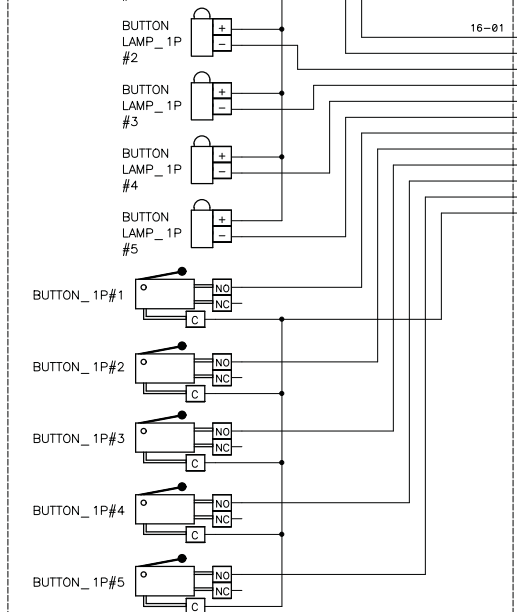 16-01
BUTTON
LAMP_1P
#2
+
-
BUTTON
LAMP_1P
#3
+
-
BUTTON
LAMP_1P
#4
+
-
BUTTON
LAMP_1P
#5
+
-
BUTTON_1P#1
NO
NC
C
BUTTON_1P#2
NO
NC
C
BUTTON_1P#3
NO
NC
C
BUTTON_1P#4
NO
NC
C
BUTTON_1P#5
NO
NC
C